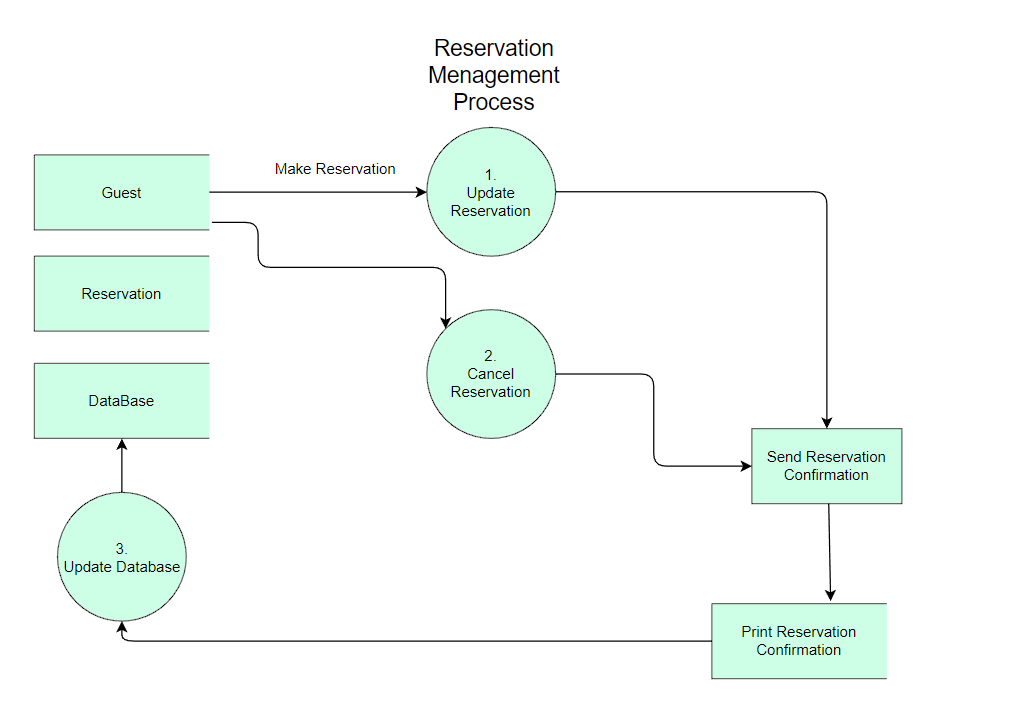 Reservation
Menagement
Process
Guest
Make Reservation
1.
Update
Reservation
Reservation
2.
Cancel
Reservation
DataBase
Send Reservation
Confirmation
3.
Update Database
Print Reservation
Confirmation